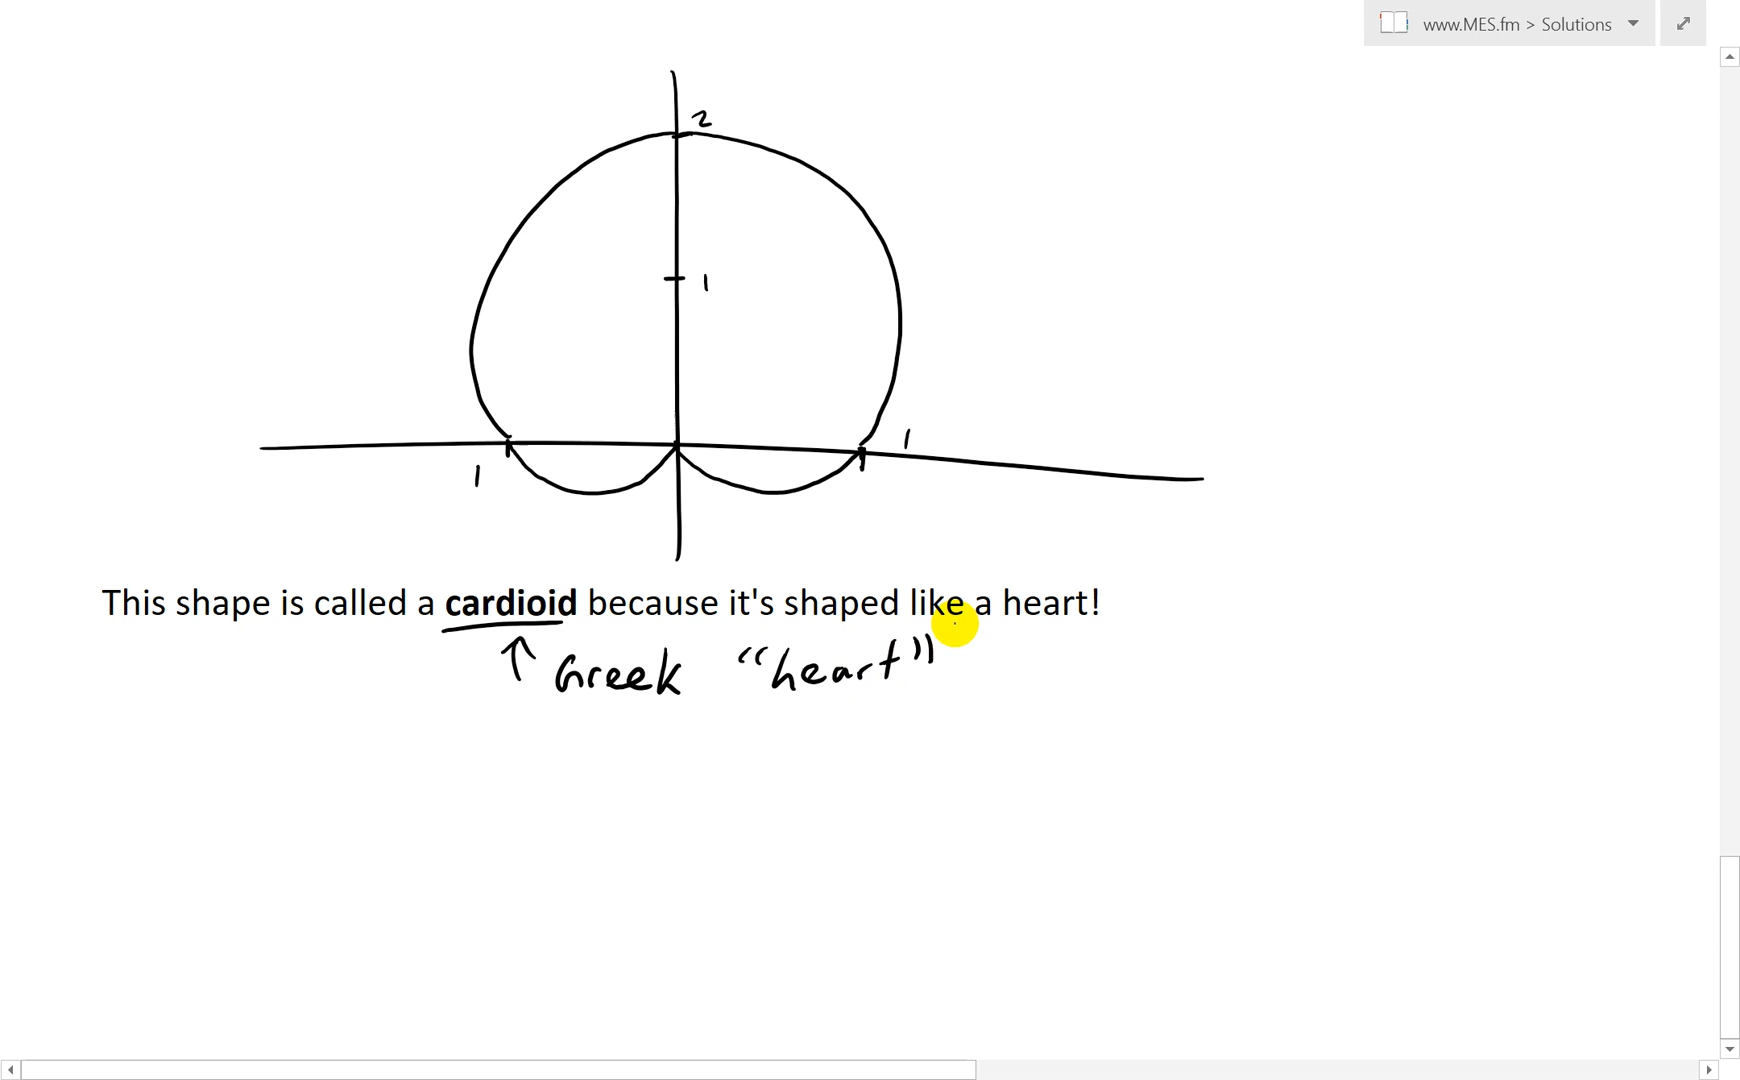 www.MES.fm > Solutions
2
1
1
1
This shape is called a cardioid because it's shaped like a heart!
↑ Greek “heart”